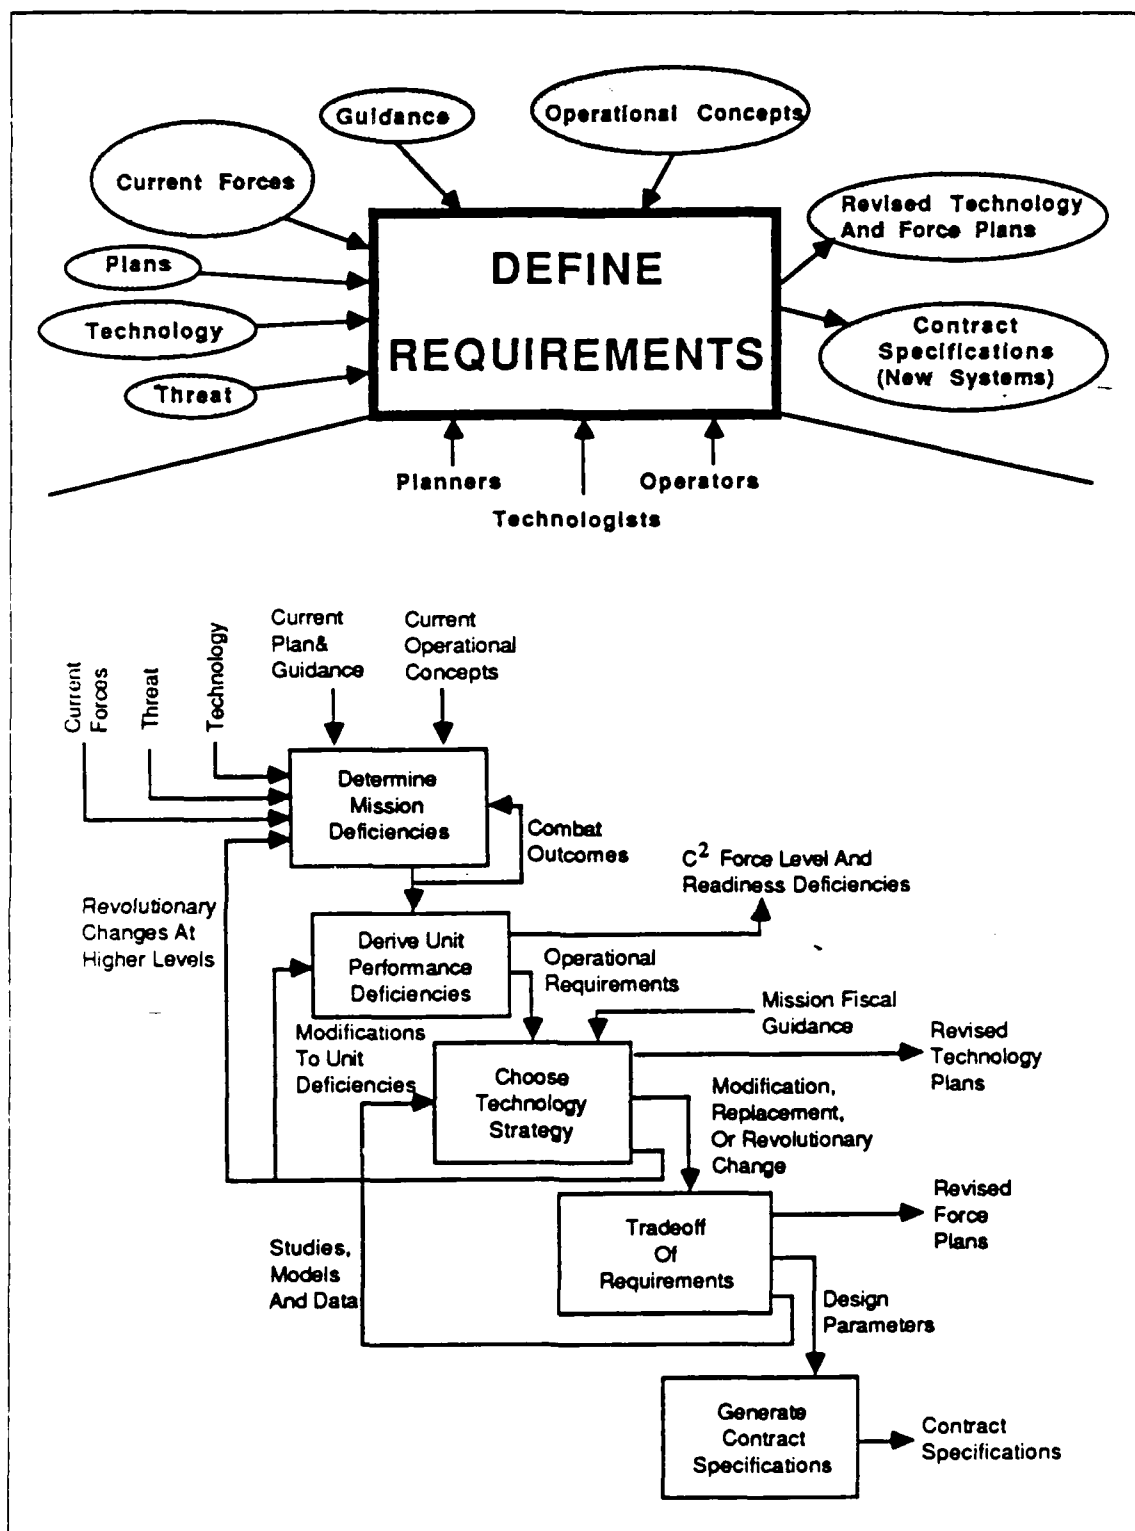 Guidance
Operational Concepts
Current Forces
Revised Technology
And Force Plans
Plans
DEFINE
REQUIREMENTS
Technology
Contract
Specifications
(New Systems)
Threat
Planners
Operators
Technologists
Current
Plan&
Guidance
Current
Operational
Concepts
Current
Forces
Threat
Technology
Determine
Mission
Deficiencies
Combat
Outcomes
C2 Force Level And
Readiness Deficiencies
Revolutionary
Changes At
Higher Levels
Derive Unit
Performance
Deficiencies
Operational
Requirements
Mission Fiscal
Guidance
Modifications
To Unit
Deficiencies
Revised
Technology
Plans
Choose
Technology
Strategy
Modification,
Replacement,
Or Revolutionary
Change
Revised
Force
Plans
Tradeoff
Of
Requirements
Studies,
Models
And Data
Design
Parameters
Generate
Contract
Specifications
Contract
Specifications